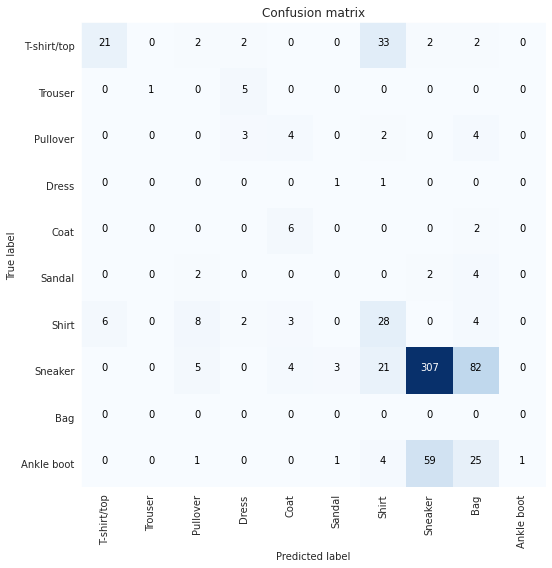 Confusion matrix
T-shirt/top 21 0 2 2 0 0 33 2 2 0
Trouser 0 1 0 5 0 0 0 0 0 0
Pullover 0 0 0 3 4 0 2 0 4 0
Dress 0 0 0 0 0 1 1 0 0 0
Coat 0 0 0 0 6 0 0 0 2 0
Sandal 0 0 2 0 0 0 0 2 4 0
Shirt 6 0 8 2 3 0 28 0 4 0
Sneaker 0 0 5 0 4 3 21 307 82 0
Bag 0 0 0 0 0 0 0 0 0 0
Ankle boot 0 0 1 0 0 1 4 59 25 1
True label
T-shirt/top Trouser Pullover Dress Coat Sandal Shirt Sneaker Bag Ankle boot
Predicted label